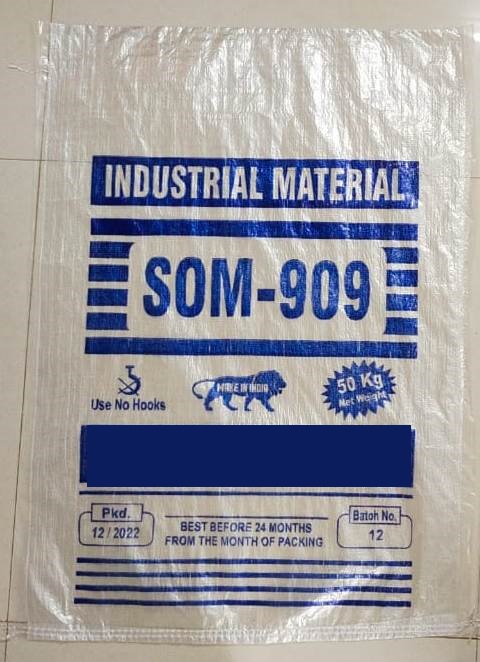 INDUSTRIAL MATERIAL
SOM-909
Use No Hooks
MAKE IN INDIA
50 Kg
Net Weight
Pkd.
12/2022
BEST BEFORE 24 MONTHS
FROM THE MONTH OF PACKING
Batch No.
12